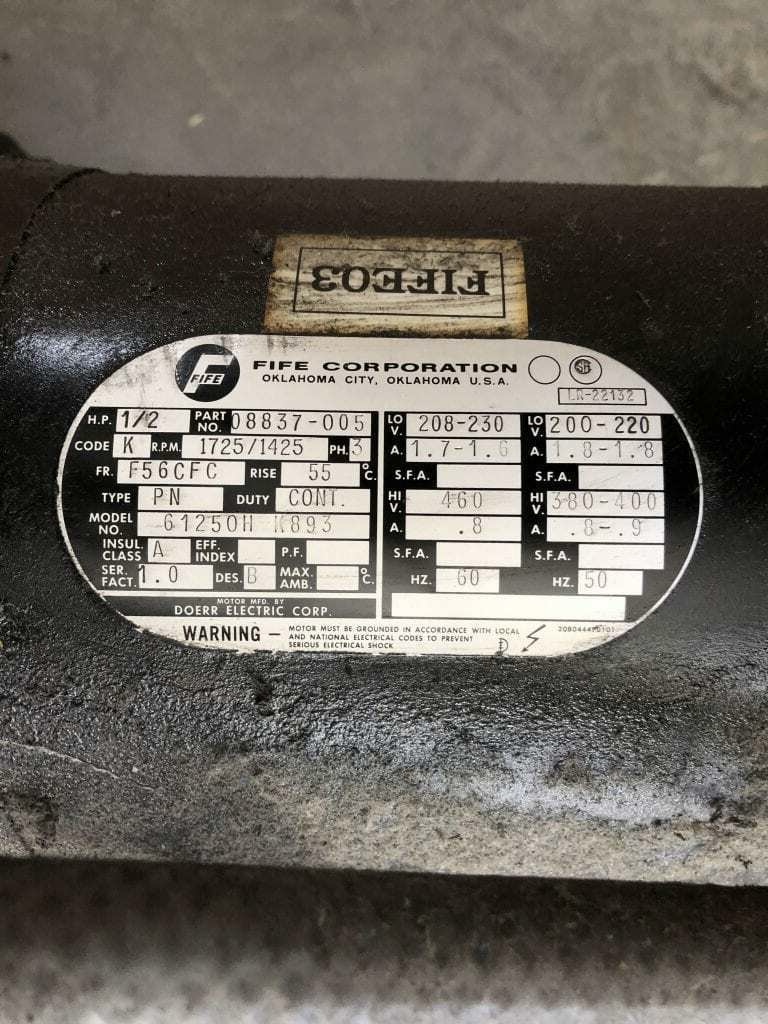 FIFE03
FIFE FIFE CORPORATION
OKLAHOMA CITY, OKLAHOMA U.S.A. SA
LR-22132
H.P. 1/2 PART NO. 08837-005
CODE K R.P.M. 1725/1425 PH. 3
FR. F56CFC RISE 55 °C.
TYPE PN DUTY CONT.
MODEL NO. 61250H K893
INSUL CLASS A EFF. INDEX P.F.
SER. FACT. 1.0 DES. B MAX. AMB. °C.
MOTOR MFD. BY
DOERR ELECTRIC CORP.
LO V. 208-230 LO V. 200-220
A. 1.7-1.6 A. 1.8-1.8
S.F.A. S.F.A.
HI V. 460 HI V. 380-400
A. .8 A. .8-.9
S.F.A. S.F.A.
HZ. 60 HZ. 50
WARNING – MOTOR MUST BE GROUNDED IN ACCORDANCE WITH LOCAL
AND NATIONAL ELECTRICAL CODES TO PREVENT
SERIOUS ELECTRICAL SHOCK